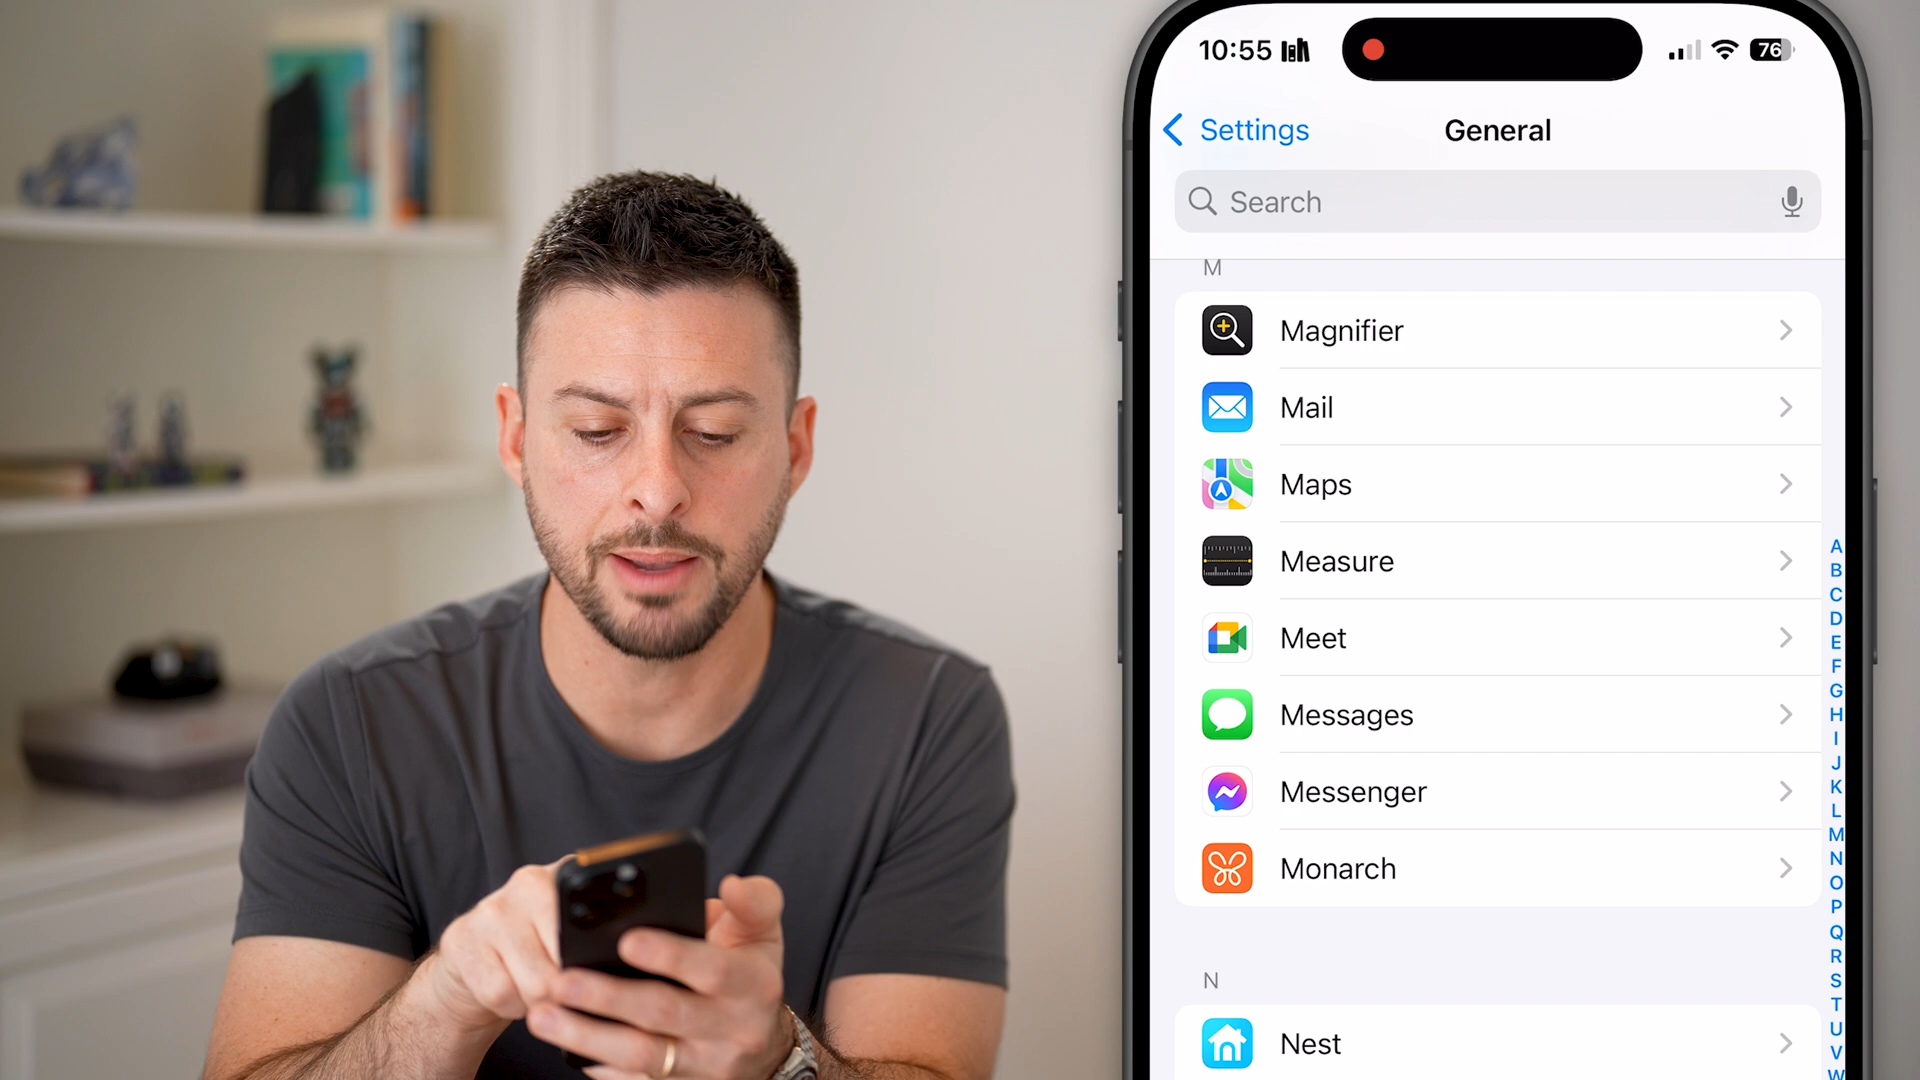 10:55
76
Settings
General
Search
M
Magnifier
Mail
Maps
Measure
Meet
Messages
Messenger
Monarch
N
Nest
A
B
C
D
E
F
G
H
I
J
K
L
M
N
O
P
Q
R
S
T
U
V
W